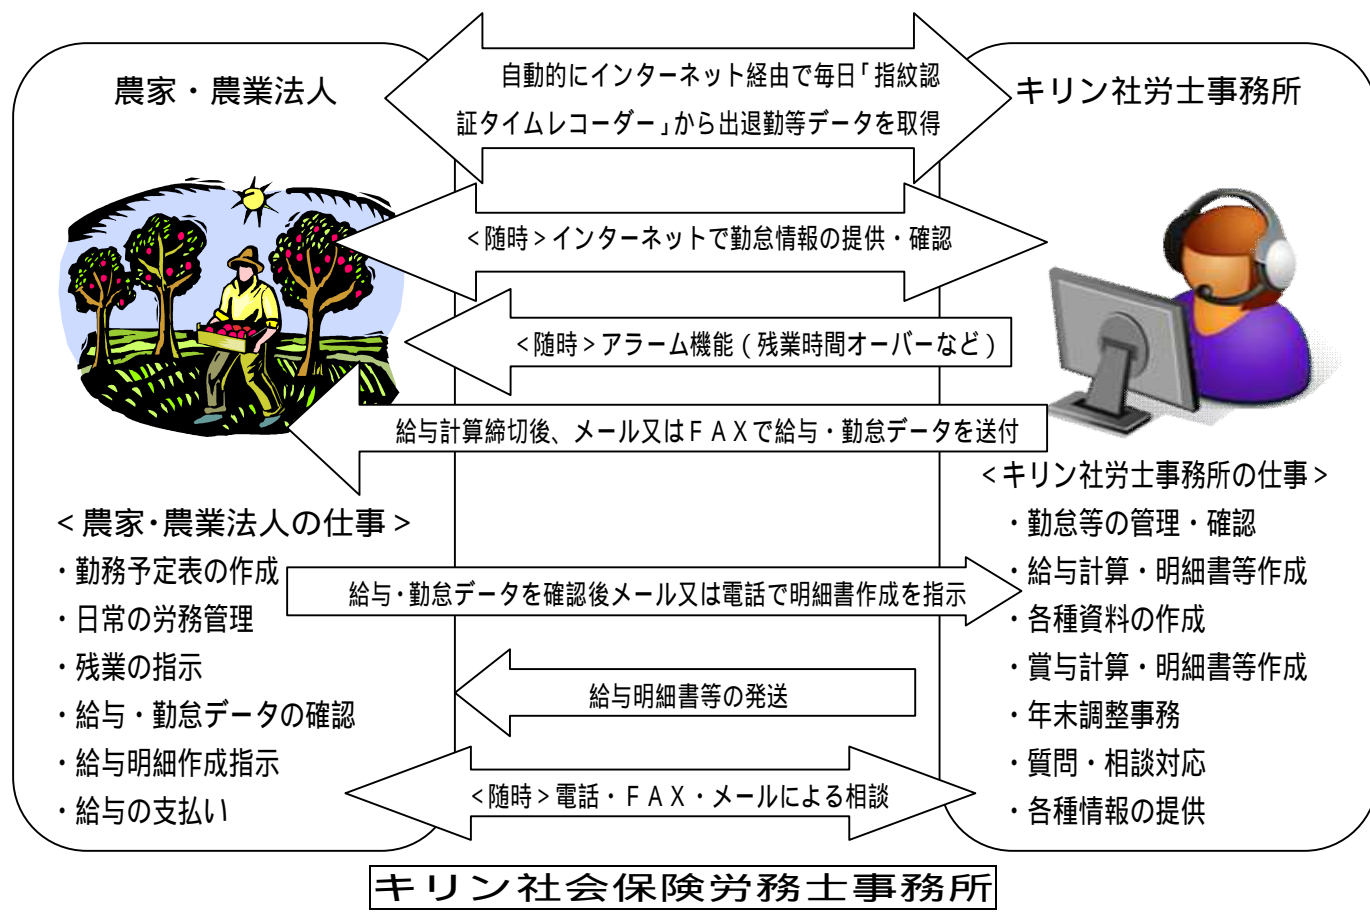 農家・農業法人
自動的にインターネット経由で毎日「指紋認
証タイムレコーダー」から出退勤等データを取得
キリン社労士事務所
<随時>インターネットで勤怠情報の提供・確認
<随時>アラーム機能(残業時間オーバーなど)
給与計算締切後、メール又はFAXで給与・勤怠データを送付
<農家・農業法人の仕事>
・勤務予定表の作成
・日常の労務管理
・残業の指示
・給与・勤怠データの確認
・給与明細作成指示
・給与の支払い
給与・勤怠データを確認後メール又は電話で明細書作成を指示
給与明細書等の発送
<随時>電話・FAX・メールによる相談
<キリン社労士事務所の仕事>
・勤怠等の管理・確認
・給与計算・明細書等作成
・各種資料の作成
・賞与計算・明細書等作成
・年末調整事務
・質問・相談対応
・各種情報の提供
キリン社会保険労務士事務所